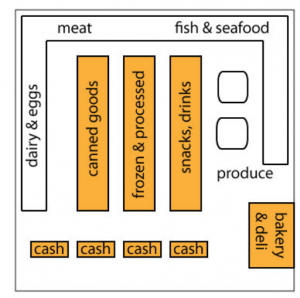 meat
fish & seafood
dairy & eggs
canned goods
frozen & processed
snacks, drinks
produce
bakery
& deli
cash
cash
cash
cash